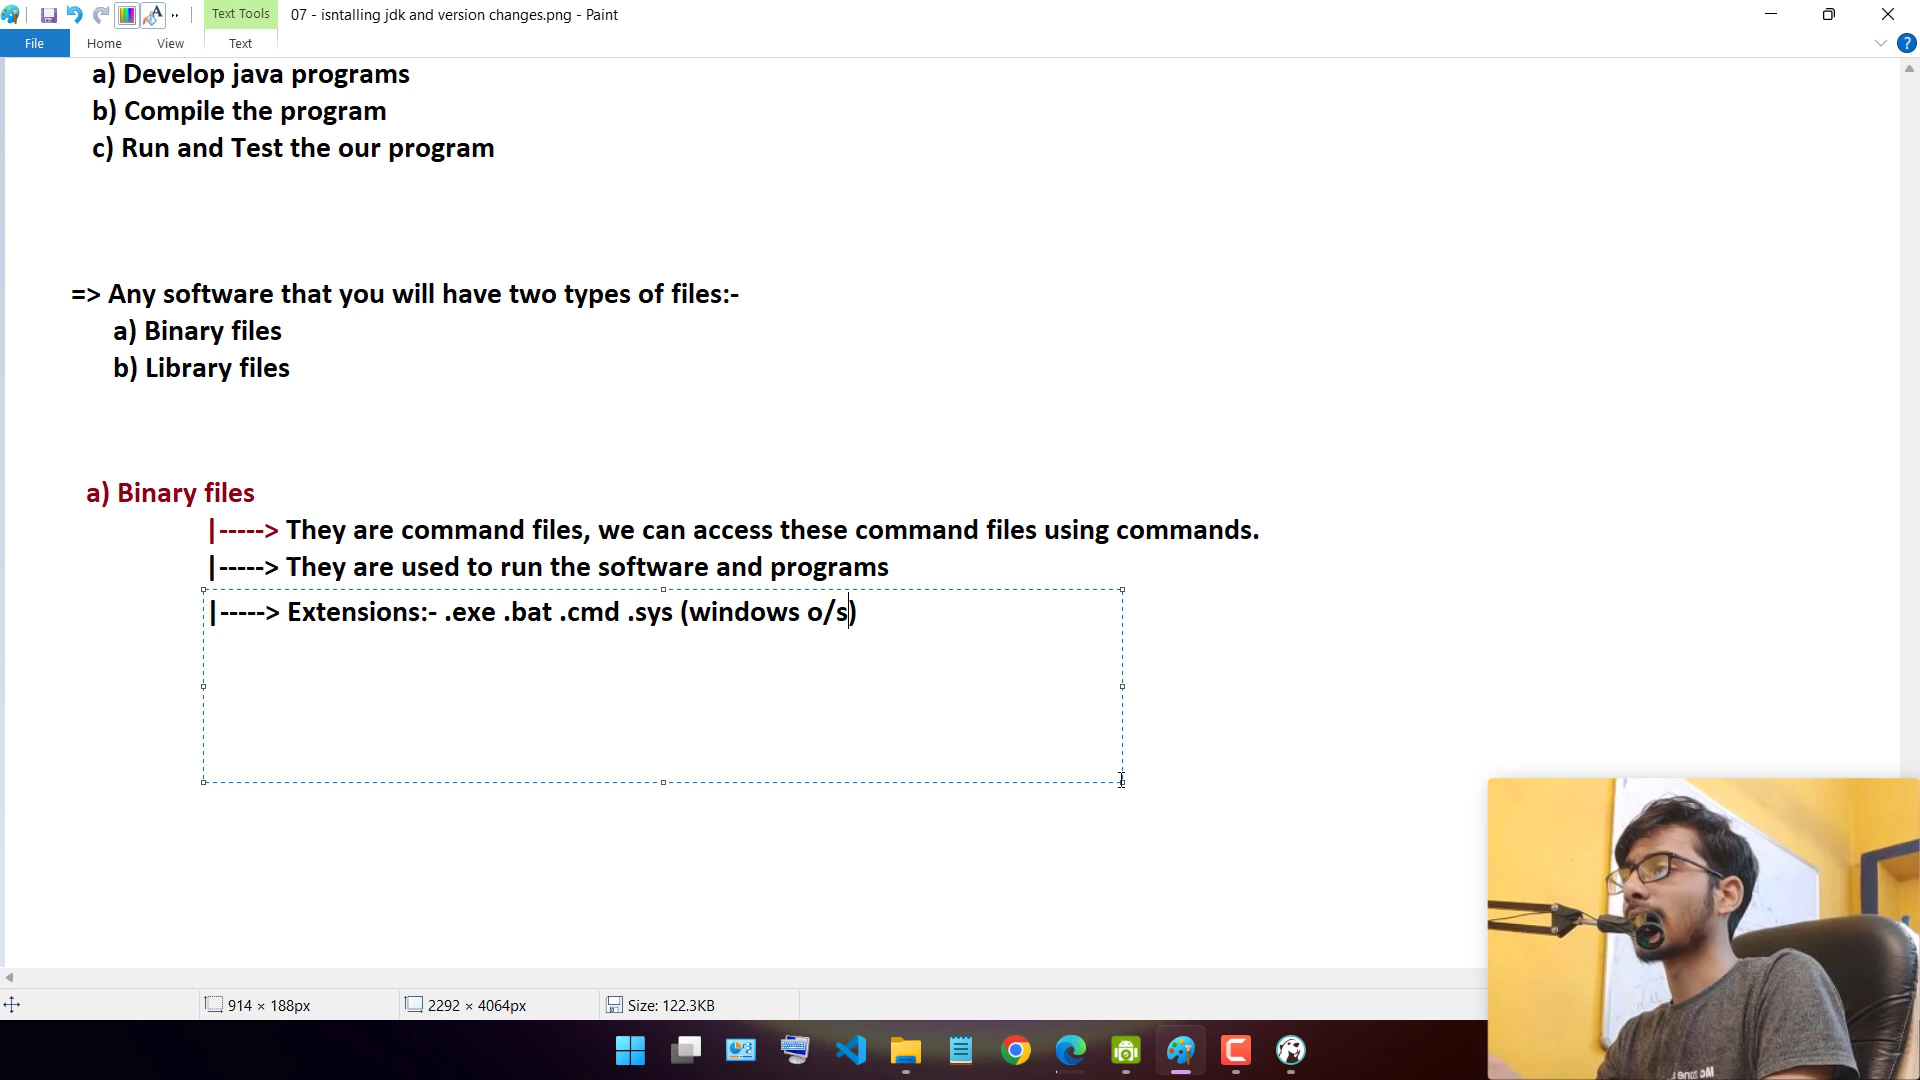 Text Tools
07 - isntalling jdk and version changes.png - Paint
File
Home
View
Text
a) Develop java programs
b) Compile the program
c) Run and Test the our program
=> Any software that you will have two types of files:-
a) Binary files
b) Library files
a) Binary files
|-----> They are command files, we can access these command files using commands.
|-----> They are used to run the software and programs
|-----> Extensions:- .exe .bat .cmd .sys (windows o/s)
914 × 188px
2292 × 4064px
Size: 122.3KB